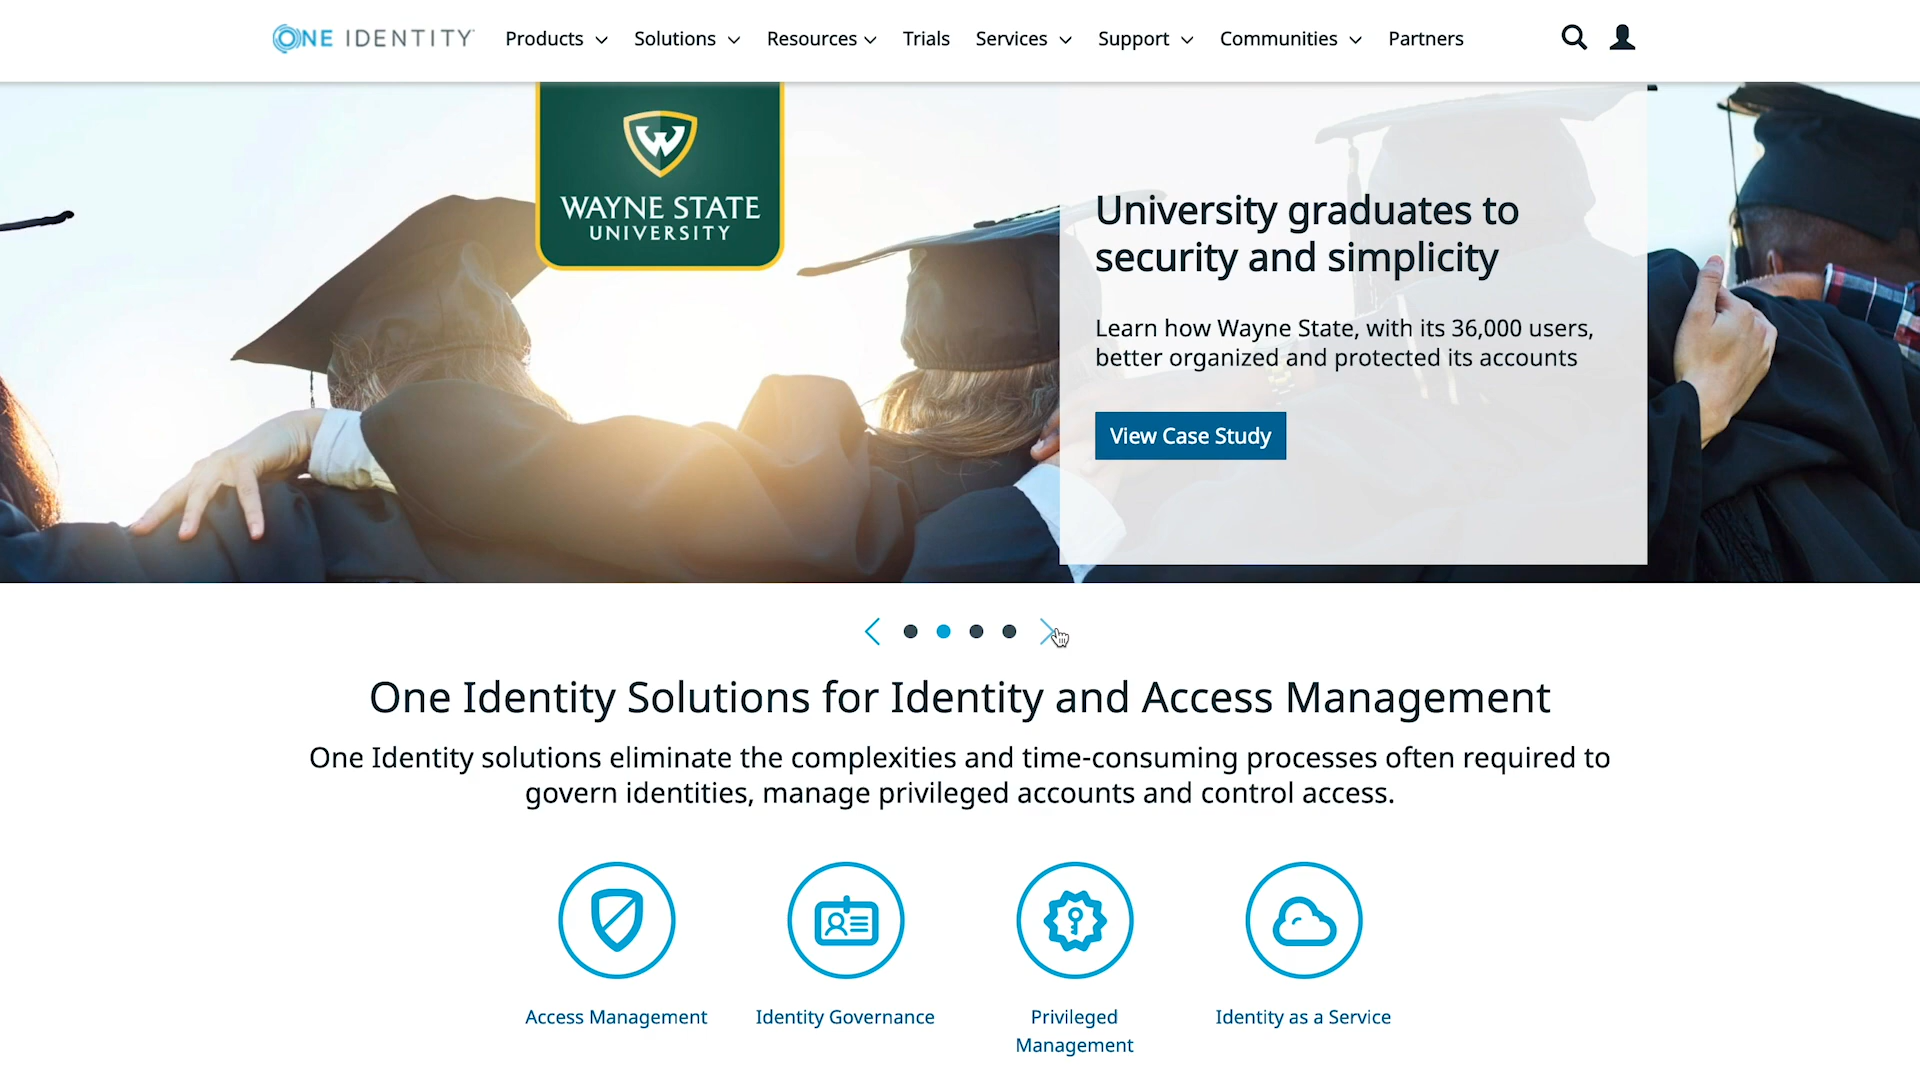 ONE IDENTITY
Products
Solutions
Resources
Trials
Services
Support
Communities
Partners
W
WAYNE STATE
UNIVERSITY
University graduates to
security and simplicity
Learn how Wayne State, with its 36,000 users,
better organized and protected its accounts
View Case Study
One Identity Solutions for Identity and Access Management
One Identity solutions eliminate the complexities and time-consuming processes often required to
govern identities, manage privileged accounts and control access.
Access Management
Identity Governance
Privileged
Management
Identity as a Service